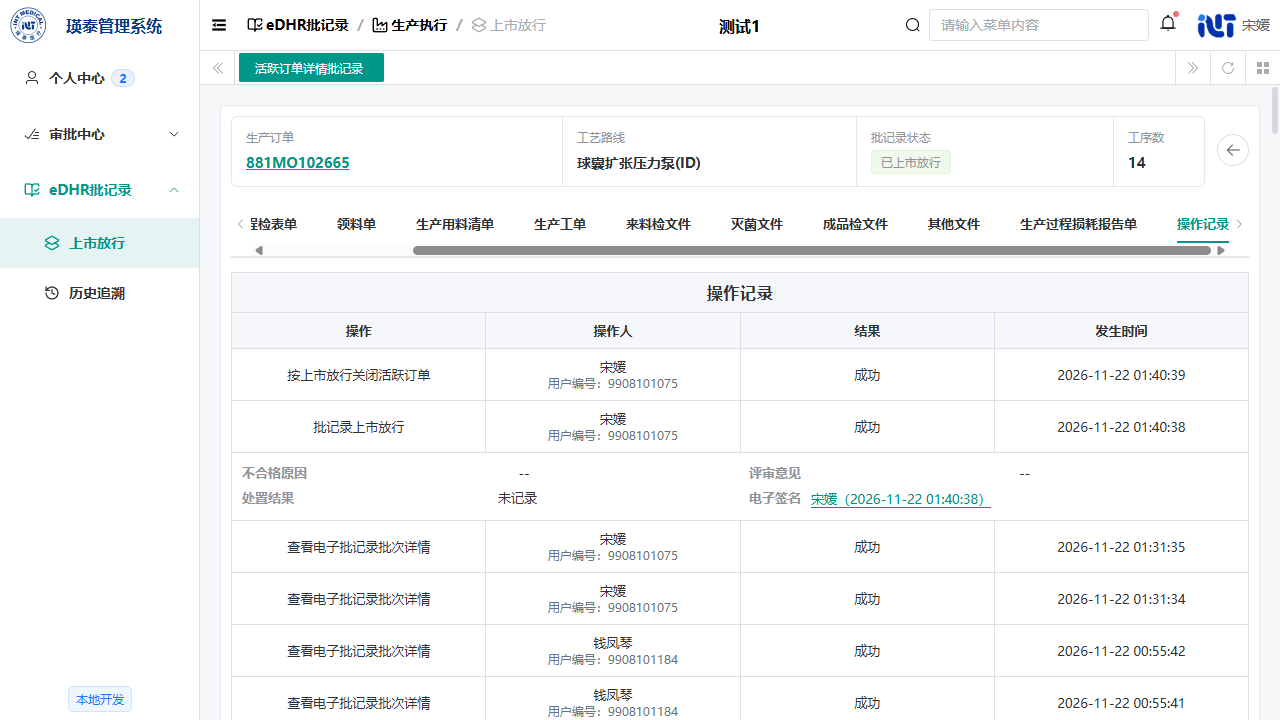 瑛泰管理系统
eDHR批记录 / 生产执行 / 上市放行
测试1
请输入菜单内容
宋媛
个人中心 2
审批中心
eDHR批记录
上市放行
历史追溯
本地开发
活跃订单详情批记录
生产订单
881MO102665
工艺路线
球囊扩张压力泵(ID)
批记录状态
已上市放行
工序数
14
程检表单 领料单 生产用料清单 生产工单 来料检文件 灭菌文件 成品检文件 其他文件 生产过程损耗报告单 操作记录
操作记录
操作 操作人 结果 发生时间
按上市放行关闭活跃订单 宋媛 成功 2026-11-22 01:40:39
用户编号：9908101075
批记录上市放行 宋媛 成功 2026-11-22 01:40:38
用户编号：9908101075
不合格原因 -- 评审意见 --
处置结果 未记录 电子签名 宋媛（2026-11-22 01:40:38）
查看电子批记录批次详情 宋媛 成功 2026-11-22 01:31:35
用户编号：9908101075
查看电子批记录批次详情 宋媛 成功 2026-11-22 01:31:34
用户编号：9908101075
查看电子批记录批次详情 钱凤琴 成功 2026-11-22 00:55:42
用户编号：9908101184
查看电子批记录批次详情 钱凤琴 成功 2026-11-22 00:55:41
用户编号：9908101184